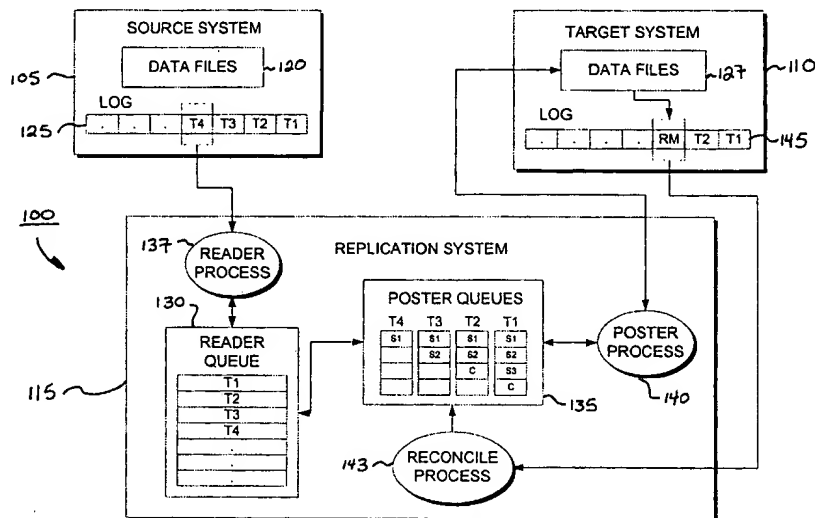 SOURCE SYSTEM
105
DATA FILES
120
LOG
125
. . . T4 T3 T2 T1
TARGET SYSTEM
110
DATA FILES
127
LOG
. . . . RM T2 T1
145
100
137
READER PROCESS
REPLICATION SYSTEM
130
READER QUEUE
T1
T2
T3
T4
.
.
.
115
POSTER QUEUES
T4 T3 T2 T1
S1 S1 S1 S1
S2 S2 S2
C S3
C
135
POSTER PROCESS
140
143
RECONCILE PROCESS